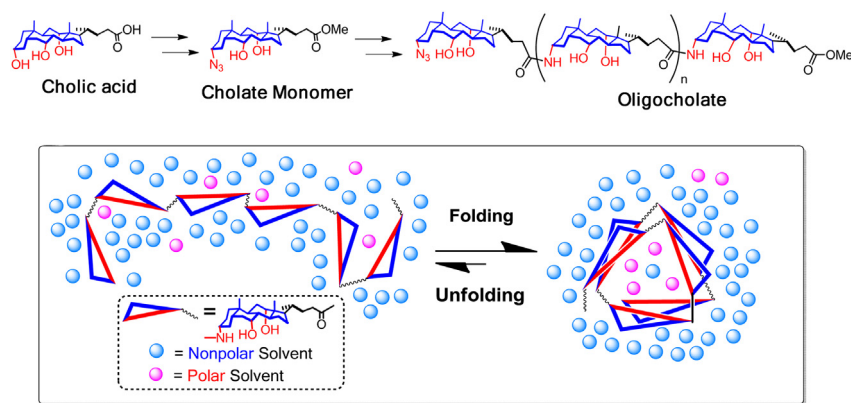 OH
O
OH
OH
OH
Cholic acid
OMe
O
N3
HO
OH
Cholate Monomer
N3
HO
HO
O
NH
HO
OH
O
n
NH
HO
OH
O
OMe
Oligocholate
Folding
Unfolding
=
NH
HO
OH
O
= Nonpolar Solvent
= Polar Solvent